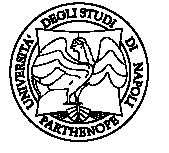 UNIVERSITA' DEGLI STUDI DI NAPOLI
PARTHENOPE